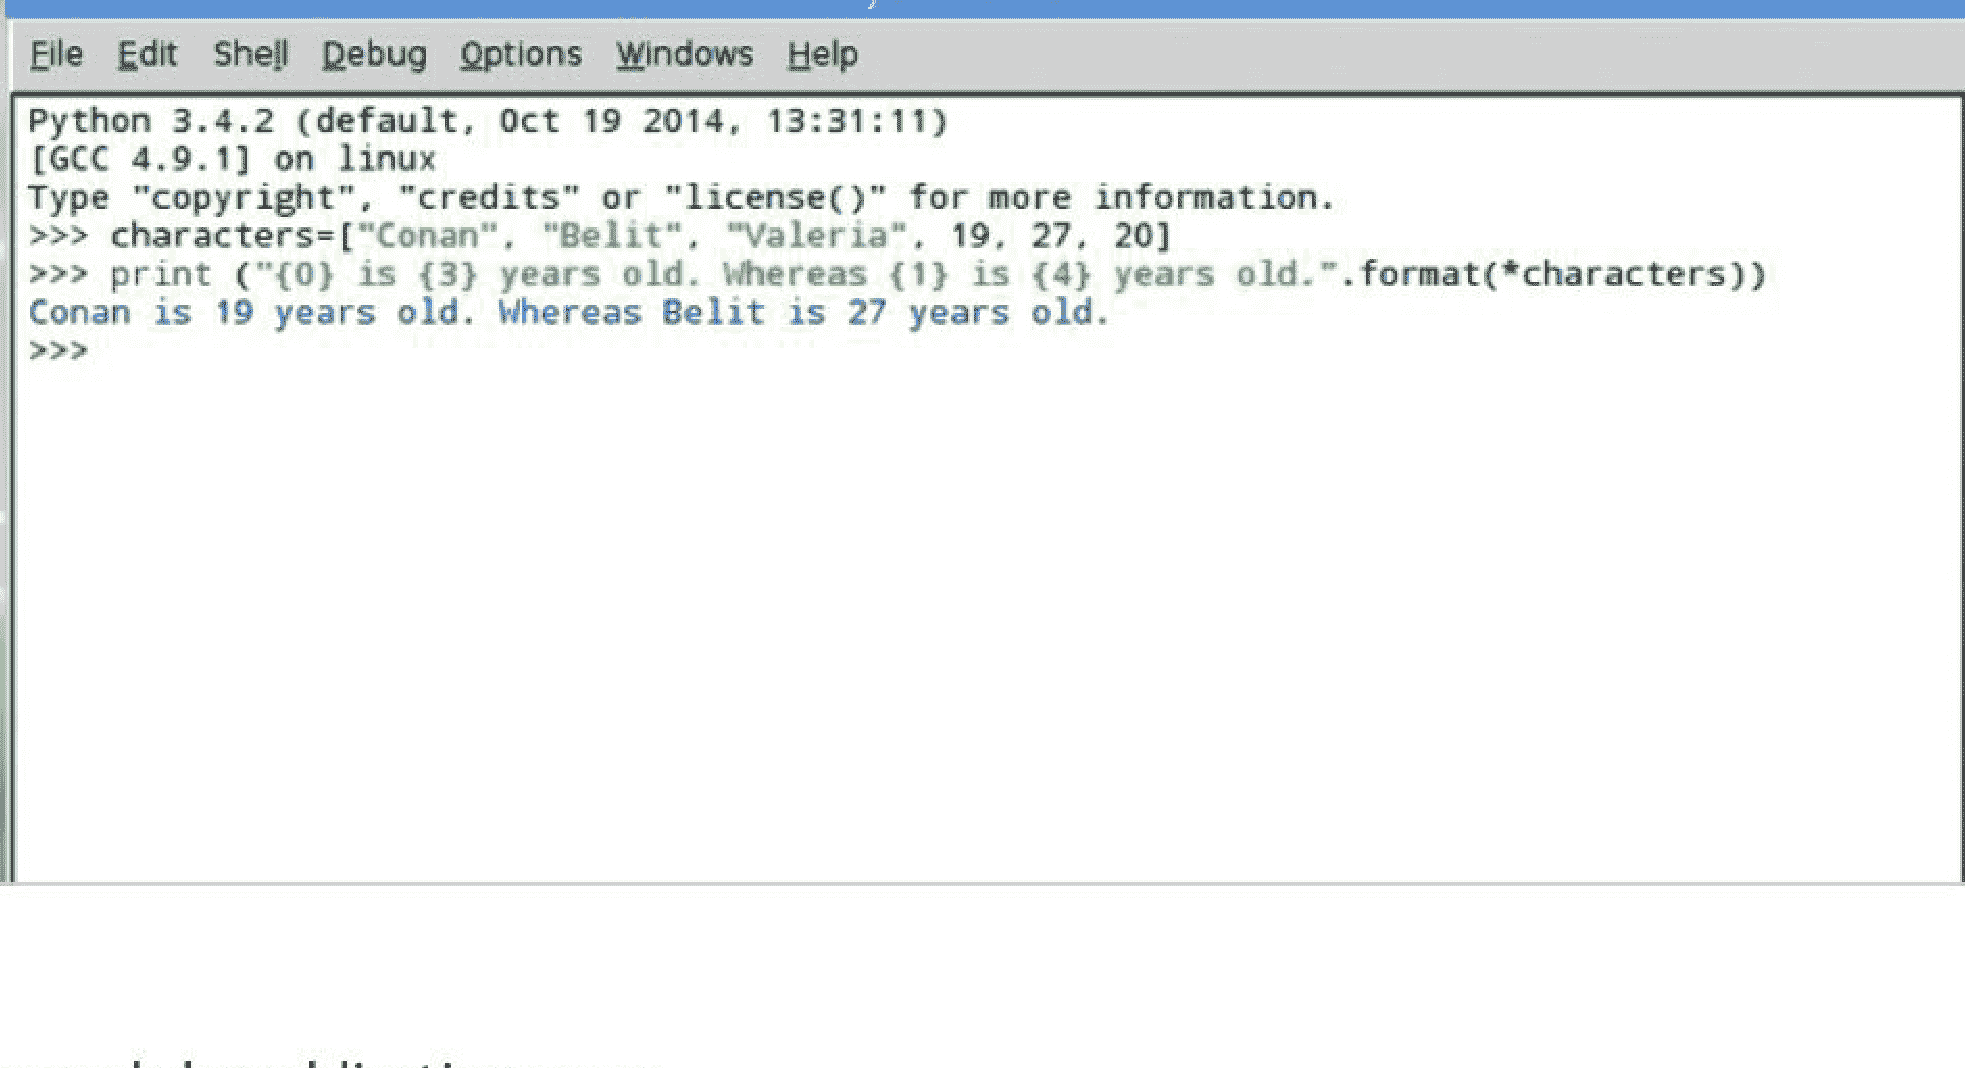 File Edit Shell Debug Options Windows Help
Python 3.4.2 (default, Oct 19 2014, 13:31:11)
[GCC 4.9.1] on linux
Type "copyright", "credits" or "license()" for more information.
>>> characters=["Conan", "Belit", "Valeria", 19, 27, 20]
>>> print ("{0} is {3} years old. Whereas {1} is {4} years old.".format(*characters))
Conan is 19 years old. Whereas Belit is 27 years old.
>>>